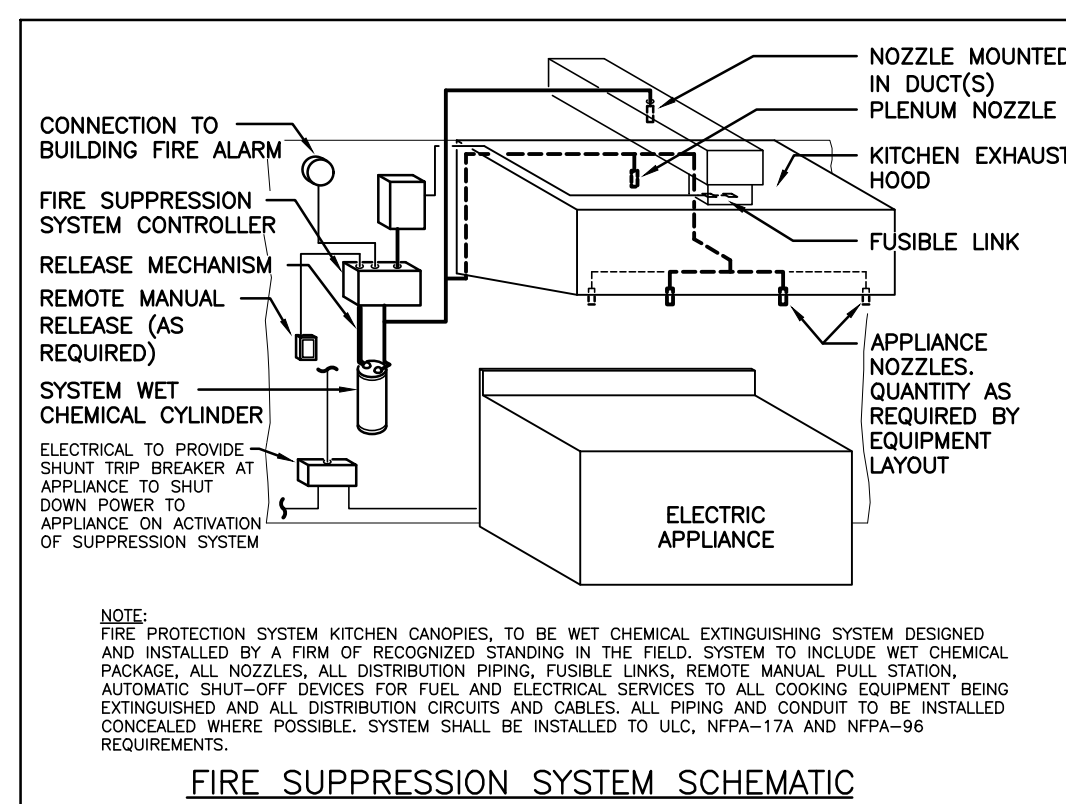 CONNECTION TO
BUILDING FIRE ALARM
FIRE SUPPRESSION
SYSTEM CONTROLLER
RELEASE MECHANISM
REMOTE MANUAL
RELEASE (AS
REQUIRED)
SYSTEM WET
CHEMICAL CYLINDER
ELECTRICAL TO PROVIDE
SHUNT TRIP BREAKER AT
APPLIANCE TO SHUT
DOWN POWER TO
APPLIANCE ON ACTIVATION
OF SUPPRESSION SYSTEM
NOZZLE MOUNTED
IN DUCT(S)
PLENUM NOZZLE
KITCHEN EXHAUST
HOOD
FUSIBLE LINK
APPLIANCE
NOZZLES.
QUANTITY AS
REQUIRED BY
EQUIPMENT
LAYOUT
ELECTRIC
APPLIANCE
NOTE:
FIRE PROTECTION SYSTEM KITCHEN CANOPIES, TO BE WET CHEMICAL EXTINGUISHING SYSTEM DESIGNED
AND INSTALLED BY A FIRM OF RECOGNIZED STANDING IN THE FIELD. SYSTEM TO INCLUDE WET CHEMICAL
PACKAGE, ALL NOZZLES, ALL DISTRIBUTION PIPING, FUSIBLE LINKS, REMOTE MANUAL PULL STATION,
AUTOMATIC SHUT-OFF DEVICES FOR FUEL AND ELECTRICAL SERVICES TO ALL COOKING EQUIPMENT BEING
EXTINGUISHED AND ALL DISTRIBUTION CIRCUITS AND CABLES. ALL PIPING AND CONDUIT TO BE INSTALLED
CONCEALED WHERE POSSIBLE. SYSTEM SHALL BE INSTALLED TO ULC, NFPA-17A AND NFPA-96
REQUIREMENTS.
FIRE SUPPRESSION SYSTEM SCHEMATIC